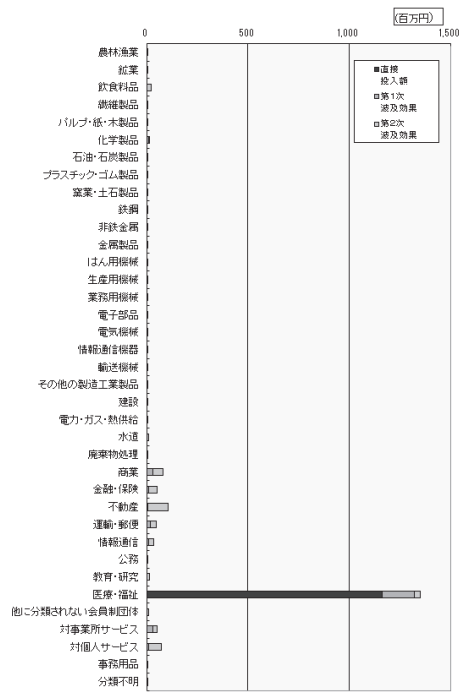 (百万円)
0 500 1,000 1,500
農林漁業
鉱業
飲食料品
繊維製品
パルプ・紙・木製品
化学製品
石油・石炭製品
プラスチック・ゴム製品
窯業・土石製品
鉄鋼
非鉄金属
金属製品
はん用機械
生産用機械
業務用機械
電子部品
電気機械
情報通信機器
輸送機械
その他の製造工業製品
建設
電力・ガス・熱供給
水道
廃棄物処理
商業
金融・保険
不動産
運輸・郵便
情報通信
公務
教育・研究
医療・福祉
他に分類されない会員制団体
対事業所サービス
対個人サービス
事務用品
分類不明
直接
投入額
第1次
波及効果
第2次
波及効果